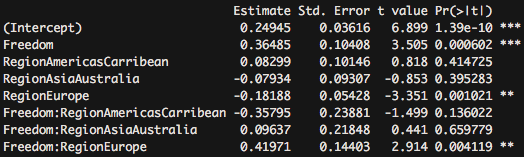 Estimate Std. Error t value Pr(>|t|)
(Intercept) 0.24945 0.03616 6.899 1.39e-10 ***
Freedom 0.36485 0.10408 3.505 0.000602 ***
RegionAmericasCarribean 0.08299 0.10146 0.818 0.414725
RegionAsiaAustralia -0.07934 0.09307 -0.853 0.395283
RegionEurope -0.18188 0.05428 -3.351 0.001021 **
Freedom:RegionAmericasCarribean -0.35795 0.23881 -1.499 0.136022
Freedom:RegionAsiaAustralia 0.09637 0.21848 0.441 0.659779
Freedom:RegionEurope 0.41971 0.14403 2.914 0.004119 **